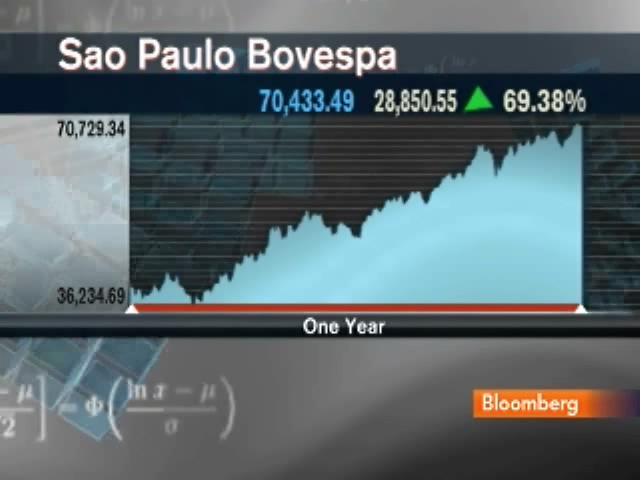 Sao Paulo Bovespa
70,433.49 28,850.55 69.38%
70,729.34
36,234.69
One Year
Bloomberg
Φ(ln x − μ / σ)